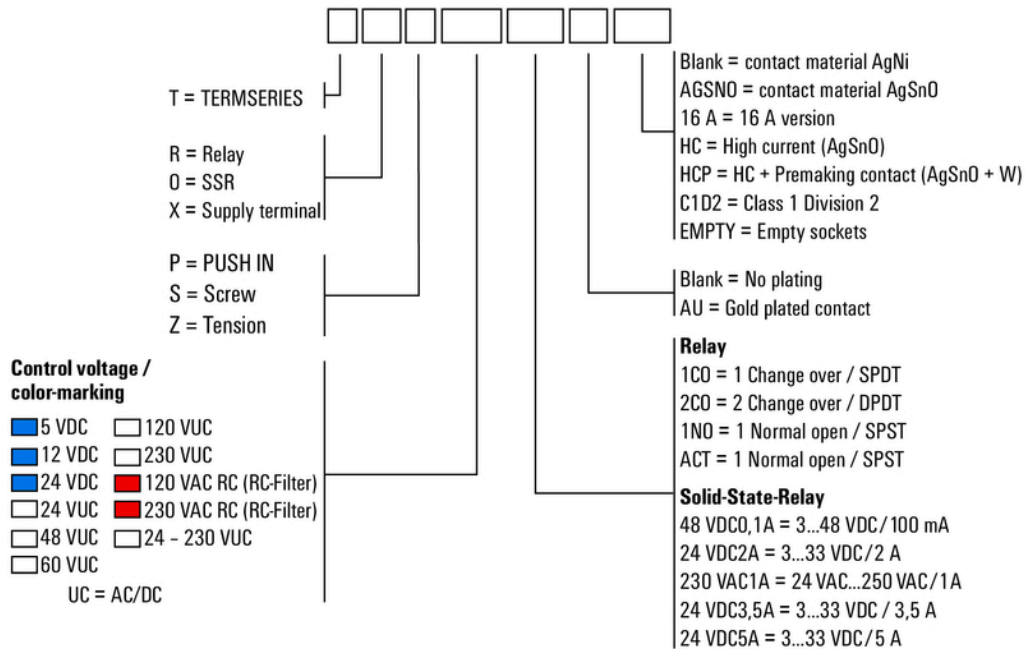 T = TERMSERIES
R = Relay
O = SSR
X = Supply terminal
P = PUSH IN
S = Screw
Z = Tension
Control voltage /
color-marking
5 VDC
12 VDC
24 VDC
24 VUC
48 VUC
60 VUC
120 VUC
230 VUC
120 VAC RC (RC-Filter)
230 VAC RC (RC-Filter)
24 – 230 VUC
UC = AC/DC
Blank = contact material AgNi
AGSNO = contact material AgSnO
16 A = 16 A version
HC = High current (AgSnO)
HCP = HC + Premaking contact (AgSnO + W)
C1D2 = Class 1 Division 2
EMPTY = Empty sockets
Blank = No plating
AU = Gold plated contact
Relay
1CO = 1 Change over / SPDT
2CO = 2 Change over / DPDT
1NO = 1 Normal open / SPST
ACT = 1 Normal open / SPST
Solid-State-Relay
48 VDC0,1A = 3...48 VDC/100 mA
24 VDC2A = 3...33 VDC/2 A
230 VAC1A = 24 VAC...250 VAC/1A
24 VDC3,5A = 3...33 VDC / 3,5 A
24 VDC5A = 3...33 VDC/5 A